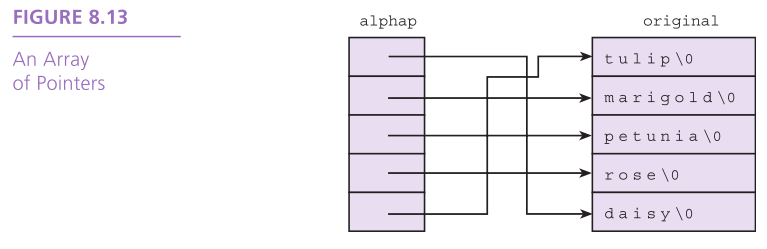 FIGURE 8.13
An Array
of Pointers
alphap
original
tulip\0
marigold\0
petunia\0
rose\0
daisy\0